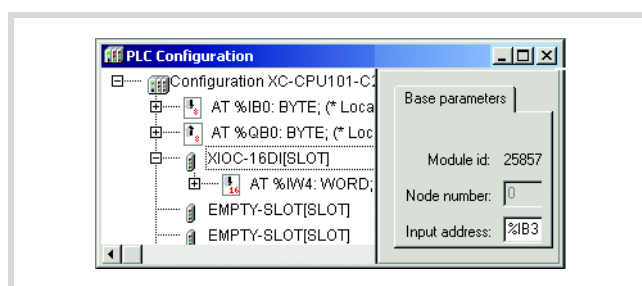 PLC Configuration
Configuration XC-CPU101-C
AT %IB0: BYTE; (* Loca
AT %QB0: BYTE; (* Loc
XIOC-16DI[SLOT]
AT %IW4: WORD;
EMPTY-SLOT[SLOT]
EMPTY-SLOT[SLOT]
Base parameters
Module id: 25857
Node number: 0
Input address: %IB3